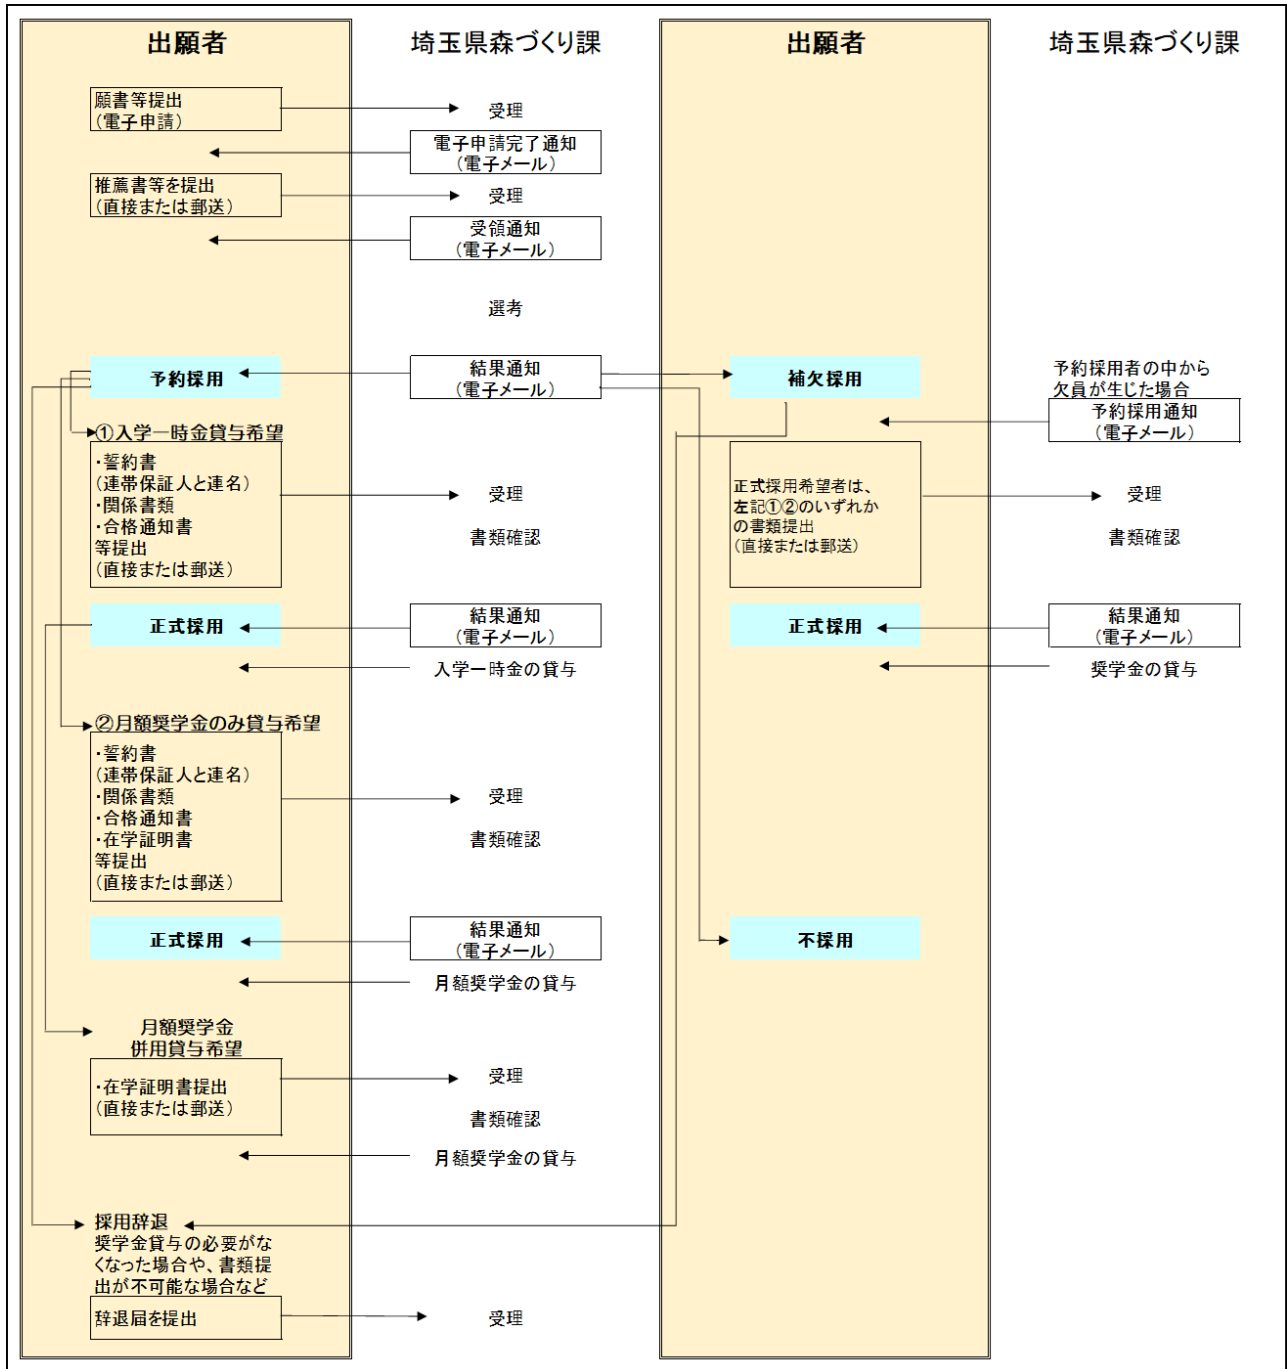 出願者
埼玉県森づくり課
出願者
埼玉県森づくり課
願書等提出
(電子申請)
受理
電子申請完了通知
(電子メール)
推薦書等を提出
(直接または郵送)
受理
受領通知
(電子メール)
選考
予約採用
結果通知
(電子メール)
補欠採用
予約採用者の中から
欠員が生じた場合
予約採用通知
(電子メール)
①入学一時金貸与希望
・誓約書
(連帯保証人と連名)
・関係書類
・合格通知書
等提出
(直接または郵送)
受理
書類確認
正式採用希望者は、
左記①②のいずれか
の書類提出
(直接または郵送)
受理
書類確認
正式採用
結果通知
(電子メール)
入学一時金の貸与
正式採用
結果通知
(電子メール)
奨学金の貸与
②月額奨学金のみ貸与希望
・誓約書
(連帯保証人と連名)
・関係書類
・合格通知書
・在学証明書
等提出
(直接または郵送)
受理
書類確認
正式採用
結果通知
(電子メール)
不採用
月額奨学金の貸与
月額奨学金
併用貸与希望
・在学証明書提出
(直接または郵送)
受理
書類確認
月額奨学金の貸与
採用辞退
奨学金貸与の必要がな
くなった場合や、書類提
出が不可能な場合など
辞退届を提出
受理